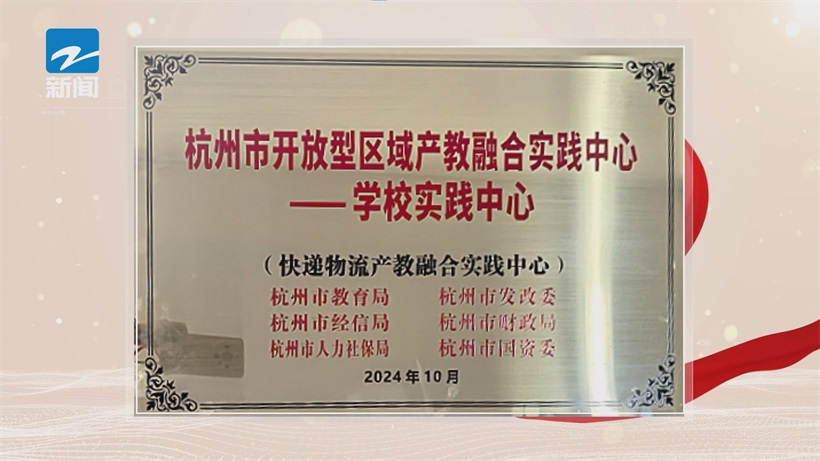 新闻
杭州市开放型区域产教融合实践中心
——学校实践中心
（快递物流产教融合实践中心）
杭州市教育局 杭州市发改委
杭州市经信局 杭州市财政局
杭州市人力社保局 杭州市国资委
2024年10月